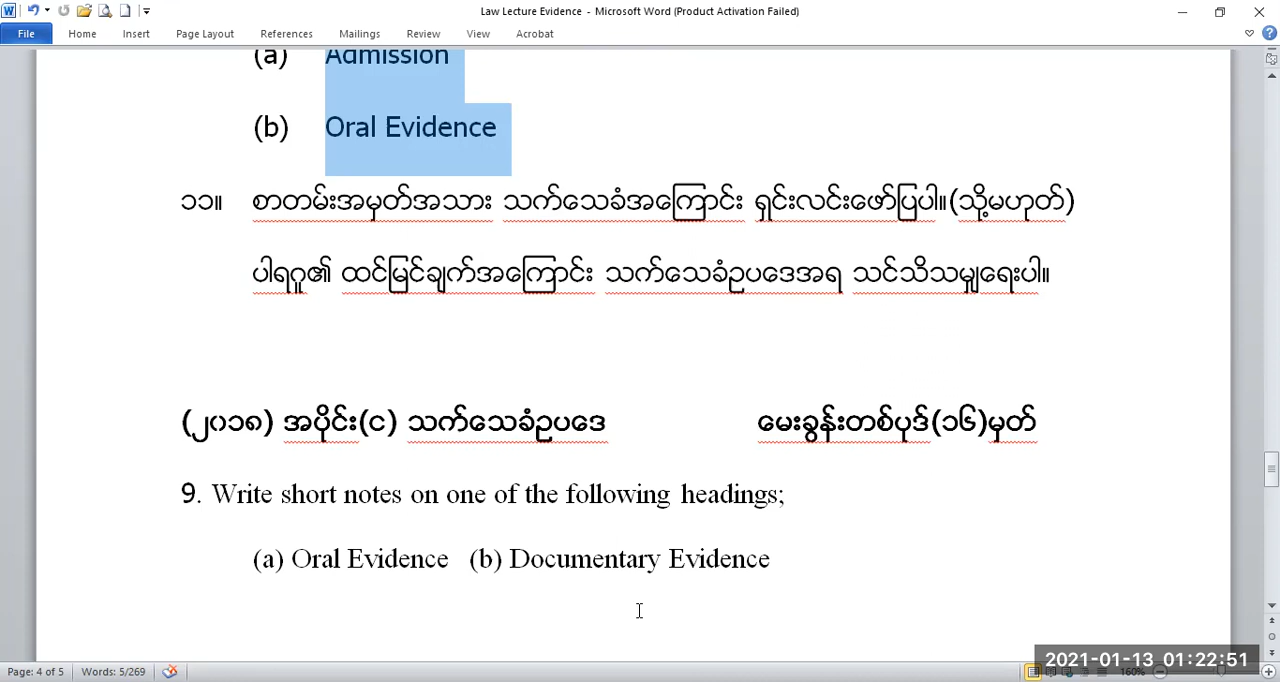 Law Lecture Evidence - Microsoft Word (Product Activation Failed)
File Home Insert Page Layout References Mailings Review View Acrobat
(a) Admission
(b) Oral Evidence
၁၁။ စာတမ်းအမှတ်အသား သက်သေခံအကြောင်း ရှင်းလင်းဖော်ပြပါ။(သို့မဟုတ်)
ပါရဂူ၏ ထင်မြင်ချက်အကြောင်း သက်သေခံဥပဒေအရ သင်သိသမျှရေးပါ။
(၂၀၁၈) အပိုင်း(င) သက်သေခံဥပဒေ မေးခွန်းတစ်ပုဒ်(၁၆)မှတ်
9. Write short notes on one of the following headings;
(a) Oral Evidence (b) Documentary Evidence
Page: 4 of 5 Words: 5/269 160%
2021-01-13 01:22:51